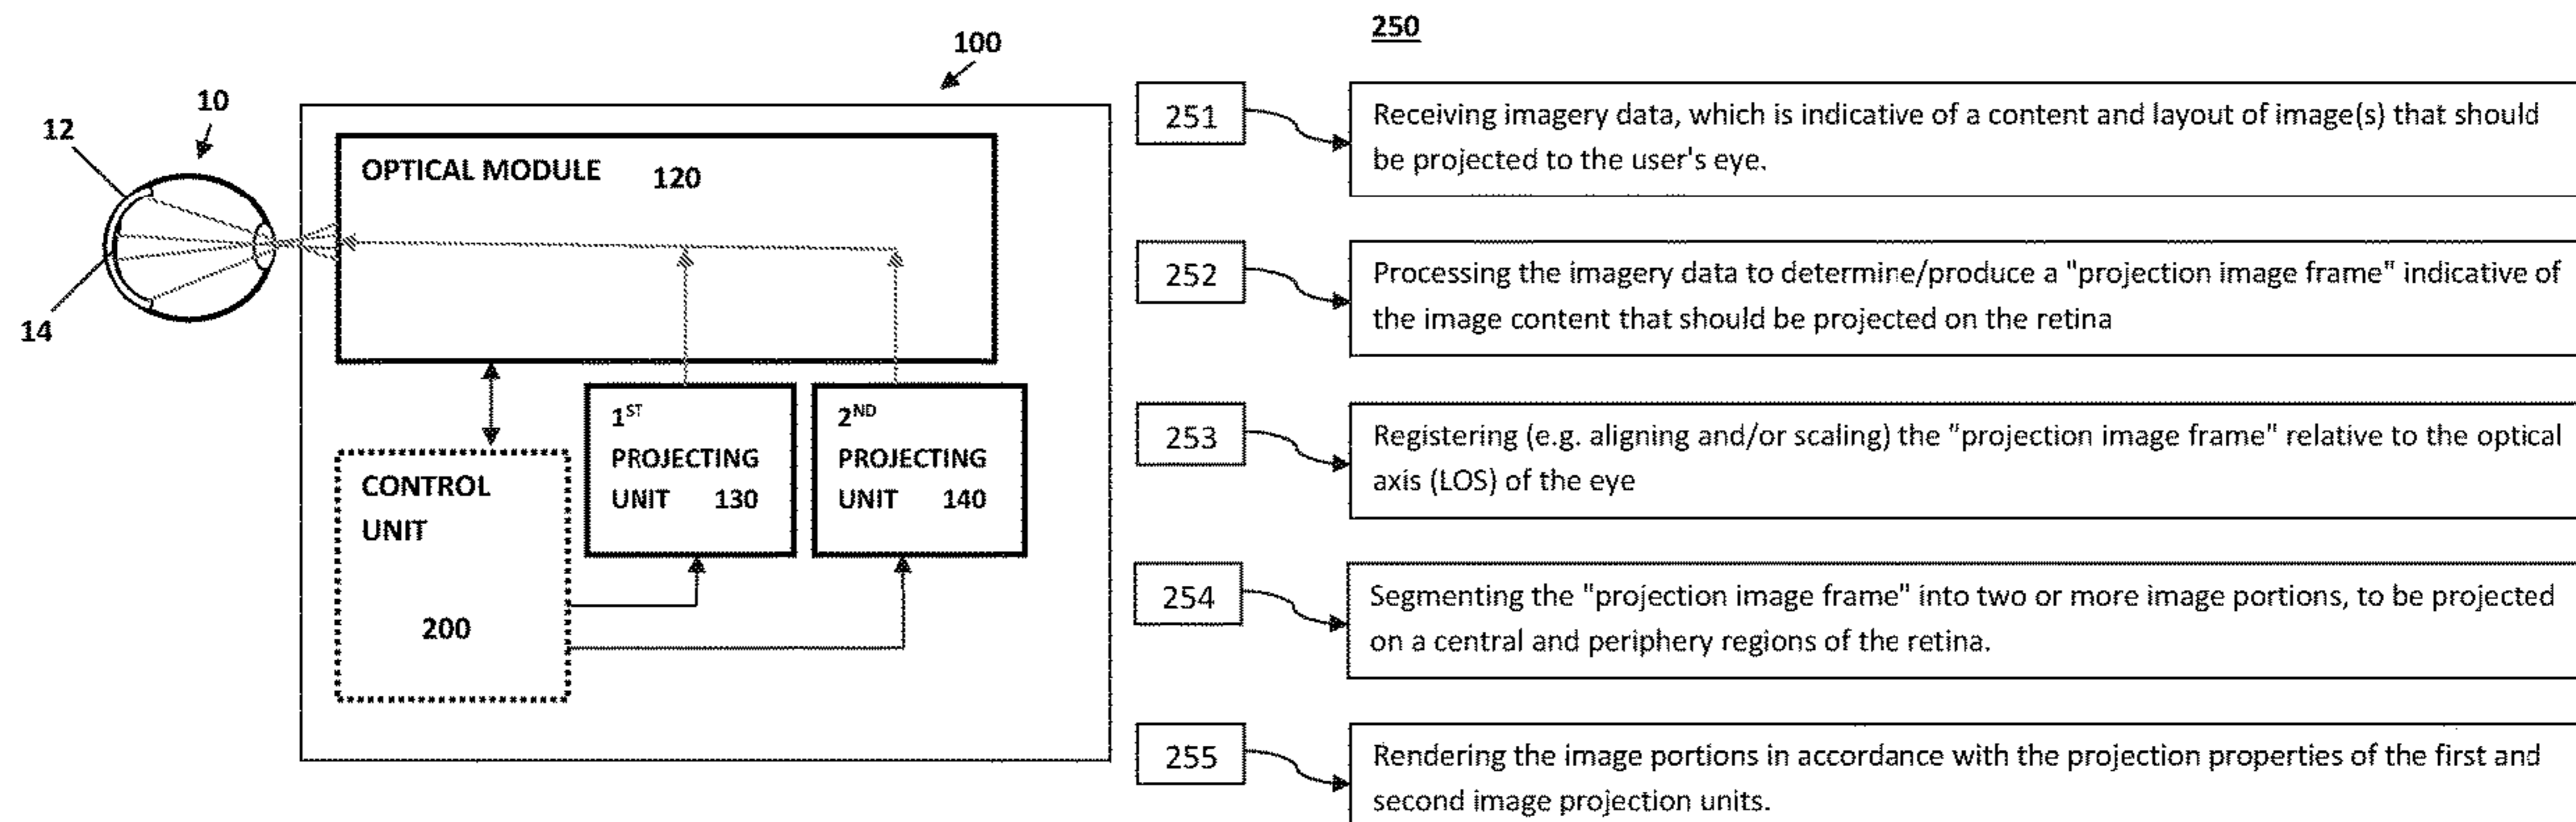 100
10
12
OPTICAL MODULE 120
14
1ST
PROJECTING
UNIT 130
2ND
PROJECTING
UNIT 140
CONTROL
UNIT
200
250
251
Receiving imagery data, which is indicative of a content and layout of image(s) that should
be projected to the user's eye.
252
Processing the imagery data to determine/produce a "projection image frame" indicative of
the image content that should be projected on the retina
253
Registering (e.g. aligning and/or scaling) the "projection image frame" relative to the optical
axis (LOS) of the eye
254
Segmenting the "projection image frame" into two or more image portions, to be projected
on a central and periphery regions of the retina.
255
Rendering the image portions in accordance with the projection properties of the first and
second image projection units.